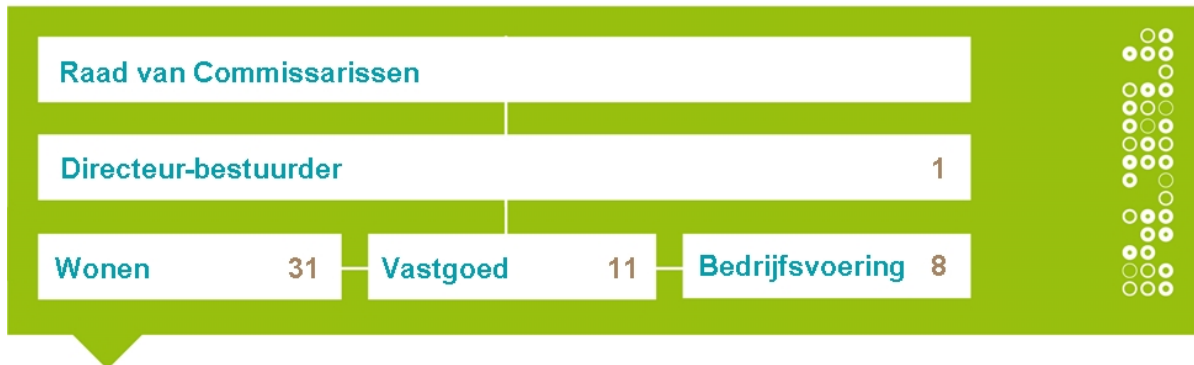 Raad van Commissarissen
Directeur-bestuurder 1
Wonen 31 Vastgoed 11 Bedrijfsvoering 8